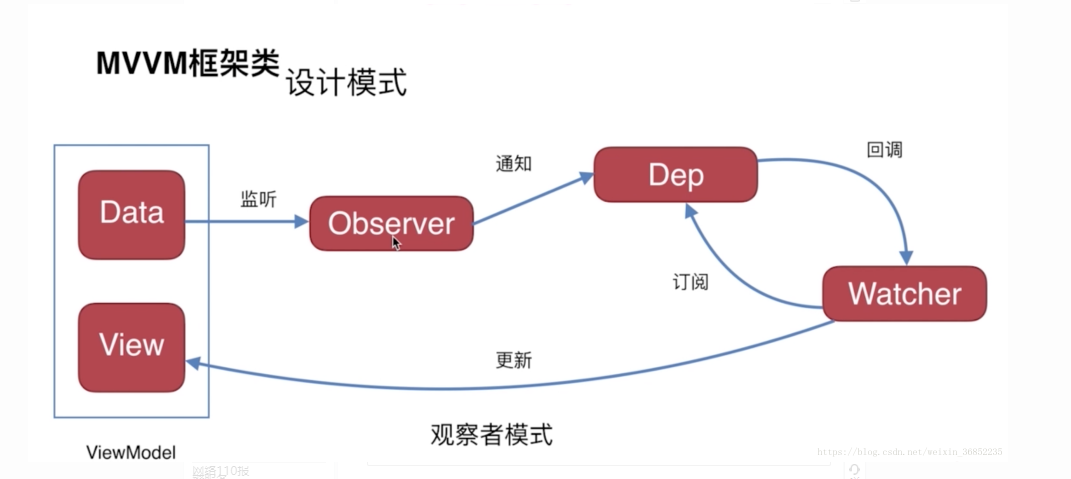 MVVM框架类
设计模式
Data
监听
Observer
通知
Dep
回调
订阅
Watcher
View
更新
观察者模式
ViewModel
https://blog.csdn.net/weixin_36852235